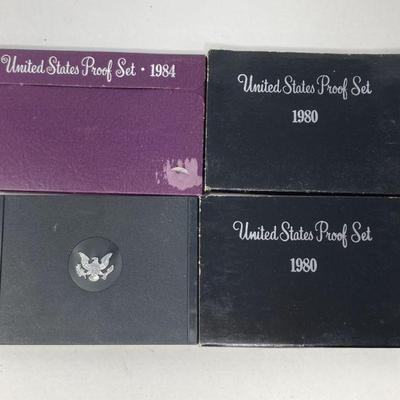 United States Proof Set · 1984
United States Proof Set
1980
United States Proof Set
1980